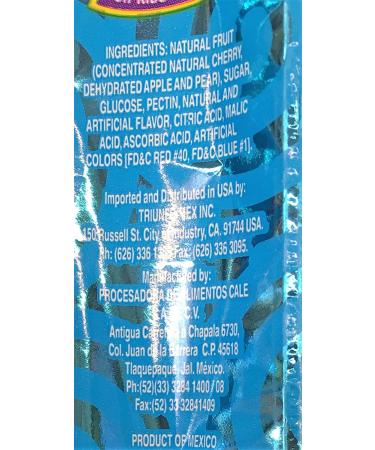 INGREDIENTS: NATURAL FRUIT
(CONCENTRATED NATURAL CHERRY,
DEHYDRATED APPLE AND PEAR), SUGAR,
GLUCOSE, PECTIN, NATURAL AND
ARTIFICIAL FLAVOR, CITRIC ACID, MALIC
ACID, ASCORBIC ACID, ARTIFICIAL
COLORS [FD&C RED #40, FD&C BLUE #1].
Imported and Distributed in USA by:
INC.
Russell St. City of Industry, CA. 91744 USA.
Ph: (626) 336 Fax: (626) 336 3095.
Manufactured by:
PROCESADORA DE ALIMENTOS CALE
C.V.
Antigua Carretera a Chapala 6730,
Col. Juan de la Barrera C.P. 45618
Tlaquepaque, Jal. México.
Ph:(52)(33) 3284 1400 / 08
Fax:(52) 33 32841409
PRODUCT OF MEXICO